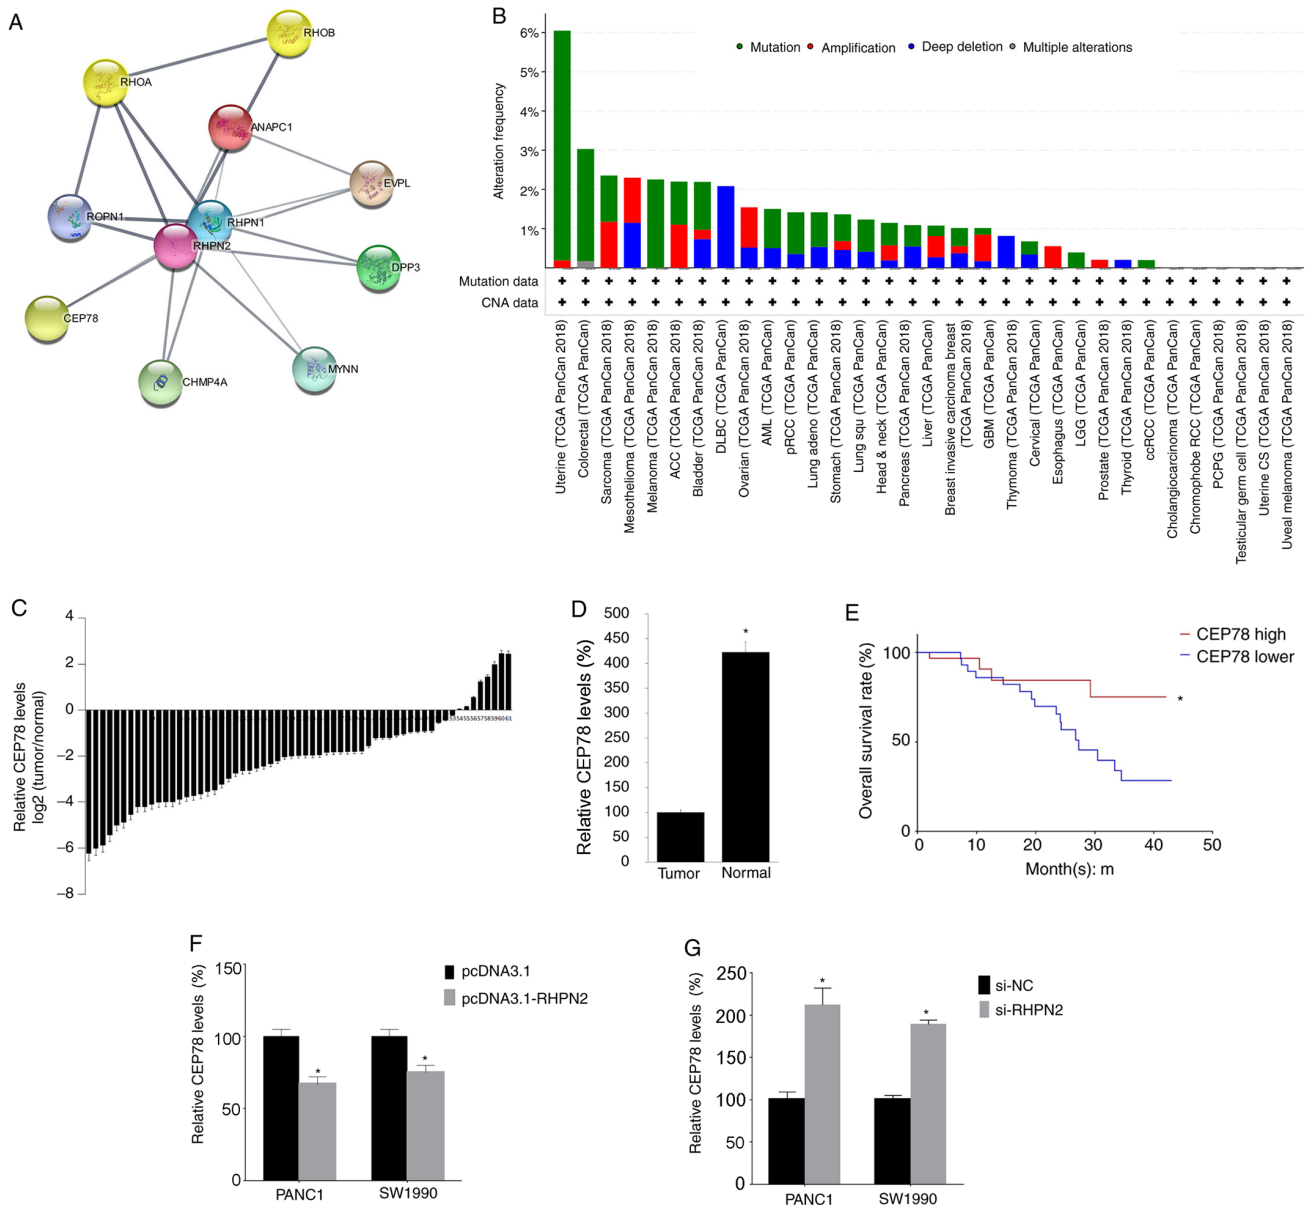 A
RHOB
RHOA
ANAPC1
EVPL
ROPN1
RHPN1
RHPN2
DPP3
CEP78
CHMP4A
MYNN
B
Mutation
Amplification
Deep deletion
Multiple alterations
Alteration frequency
6%
5%
4%
3%
2%
1%
Mutation data
CNA data
Uterine (TCGA PanCan 2018)
Colorectal (TCGA PanCan)
Sarcoma (TCGA PanCan 2018)
Mesothelioma (TCGA PanCan 2018)
Melanoma (TCGA PanCan 2018)
ACC (TCGA PanCan 2018)
Bladder (TCGA PanCan 2018)
DLBC (TCGA PanCan)
Ovarian (TCGA PanCan 2018)
AML (TCGA PanCan)
pRCC (TCGA PanCan)
Lung adeno (TCGA PanCan)
Stomach (TCGA PanCan 2018)
Lung squ (TCGA PanCan)
Head & neck (TCGA PanCan)
Pancreas (TCGA PanCan 2018)
Liver (TCGA PanCan)
Breast invasive carcinoma breast
(TCGA PanCan 2018)
GBM (TCGA PanCan)
Thymoma (TCGA PanCan 2018)
Cervical (TCGA PanCan)
Esophagus (TCGA PanCan)
LGG (TCGA PanCan)
Prostate (TCGA PanCan 2018)
Thyroid (TCGA PanCan 2018)
ccRCC (TCGA PanCan)
Cholangiocarcinoma (TCGA PanCan)
Chromophobe RCC (TCGA PanCan)
PCPG (TCGA PanCan 2018)
Testicular germ cell (TCGA PanCan 2018)
Uterine CS (TCGA PanCan 2018)
Uveal melanoma (TCGA PanCan 2018)
C
Relative CEP78 levels
log2 (tumor/normal)
4
2
0
−2
−4
−6
−8
53 54 55 56 57 58 59 60 61
D
Relative CEP78 levels (%)
500
450
400
350
300
250
200
150
100
50
0
*
Tumor
Normal
E
CEP78 high
CEP78 lower
Overall survival rate (%)
100
50
0
*
0 10 20 30 40 50
Month(s): m
F
pcDNA3.1
pcDNA3.1-RHPN2
Relative CEP78 levels (%)
150
100
50
0
*
*
PANC1
SW1990
G
si-NC
si-RHPN2
Relative CEP78 levels (%)
250
200
150
100
50
0
*
*
PANC1
SW1990